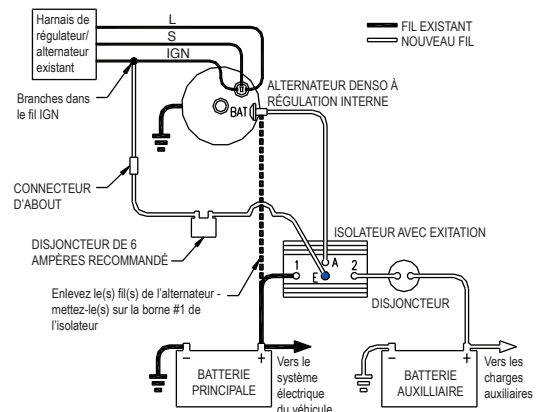 Harnais de
régulateur/
alternateur
existant
L
S
IGN
FIL EXISTANT
NOUVEAU FIL
Branches dans
le fil IGN
ALTERNATEUR DENSO À
RÉGULATION INTERNE
BAT
CONNECTEUR
D'ABOUT
DISJONCTEUR DE 6
AMPÈRES RECOMMANDÉ
ISOLATEUR AVEC EXITATION
1
A
E
2
DISJONCTEUR
Enlevez le(s) fil(s) de l'alternateur -
mettez-le(s) sur la borne #1 de
l'isolateur
– +
BATTERIE
PRINCIPALE
Vers le
système
électrique
du véhicule
– +
BATTERIE
AUXILLIAIRE
Vers les
charges
auxiliaires